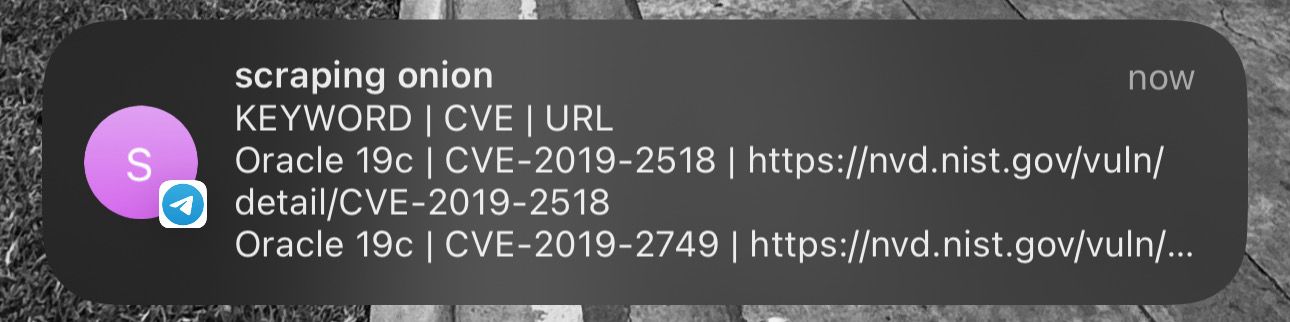 scraping onion
now
KEYWORD | CVE | URL
Oracle 19c | CVE-2019-2518 | https://nvd.nist.gov/vuln/
detail/CVE-2019-2518
Oracle 19c | CVE-2019-2749 | https://nvd.nist.gov/vuln/...
S